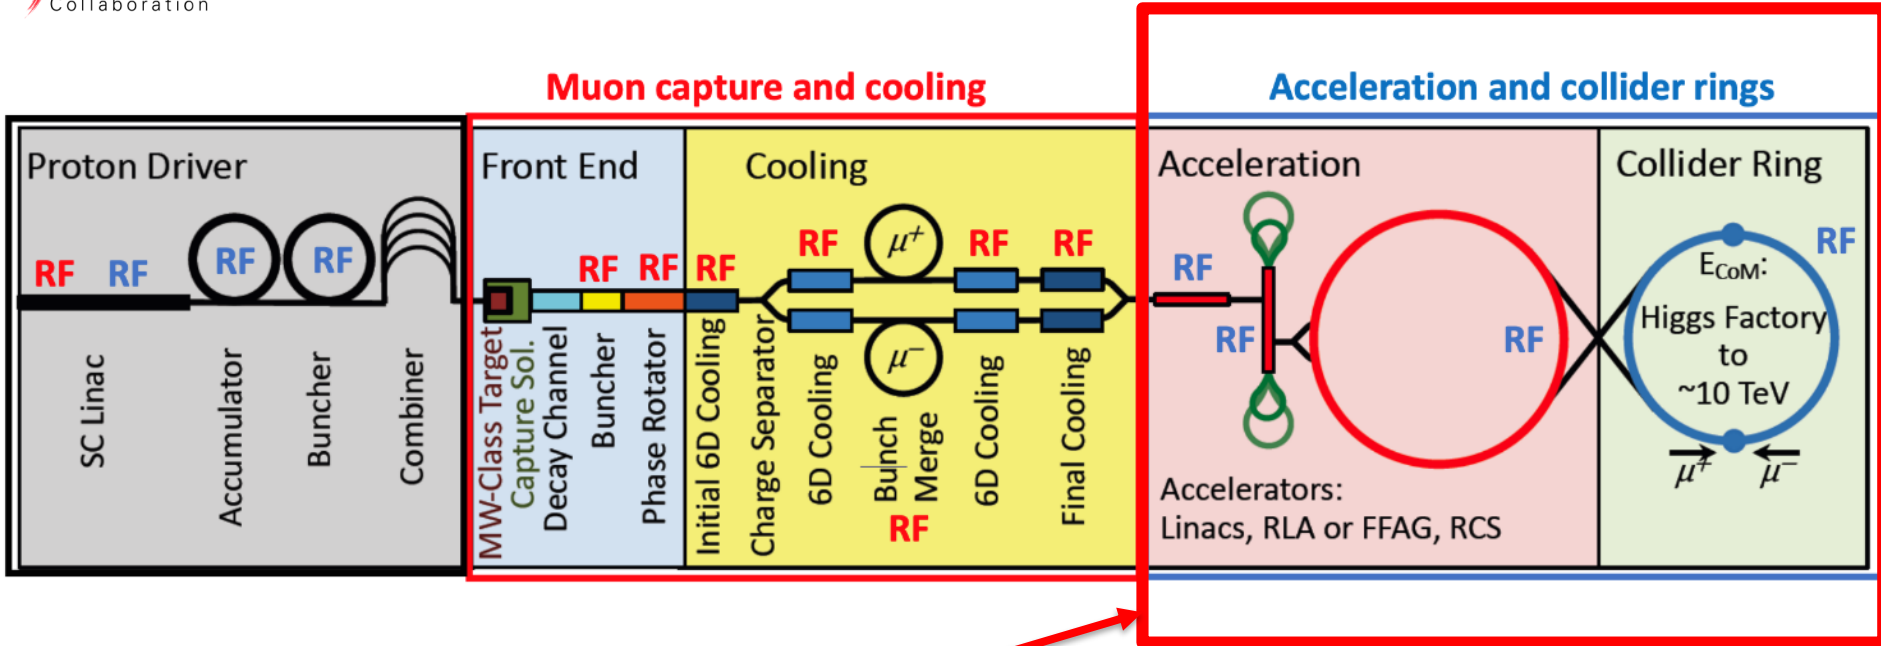 Collaboration
Muon capture and cooling
Acceleration and collider rings
Proton Driver
Front End
Cooling
Acceleration
Collider Ring
RF
RF
RF
RF
RF
RF
RF
RF
μ+
RF
RF
RF
RF
RF
RF
ECoM:
Higgs Factory
to
~10 TeV
μ+
μ−
μ−
SC Linac
Accumulator
Buncher
Combiner
MW-Class Target
Capture Sol.
Decay Channel
Buncher
Phase Rotator
Initial 6D Cooling
Charge Separator
6D Cooling
Bunch
Merge
RF
6D Cooling
Final Cooling
Accelerators:
Linacs, RLA or FFAG, RCS